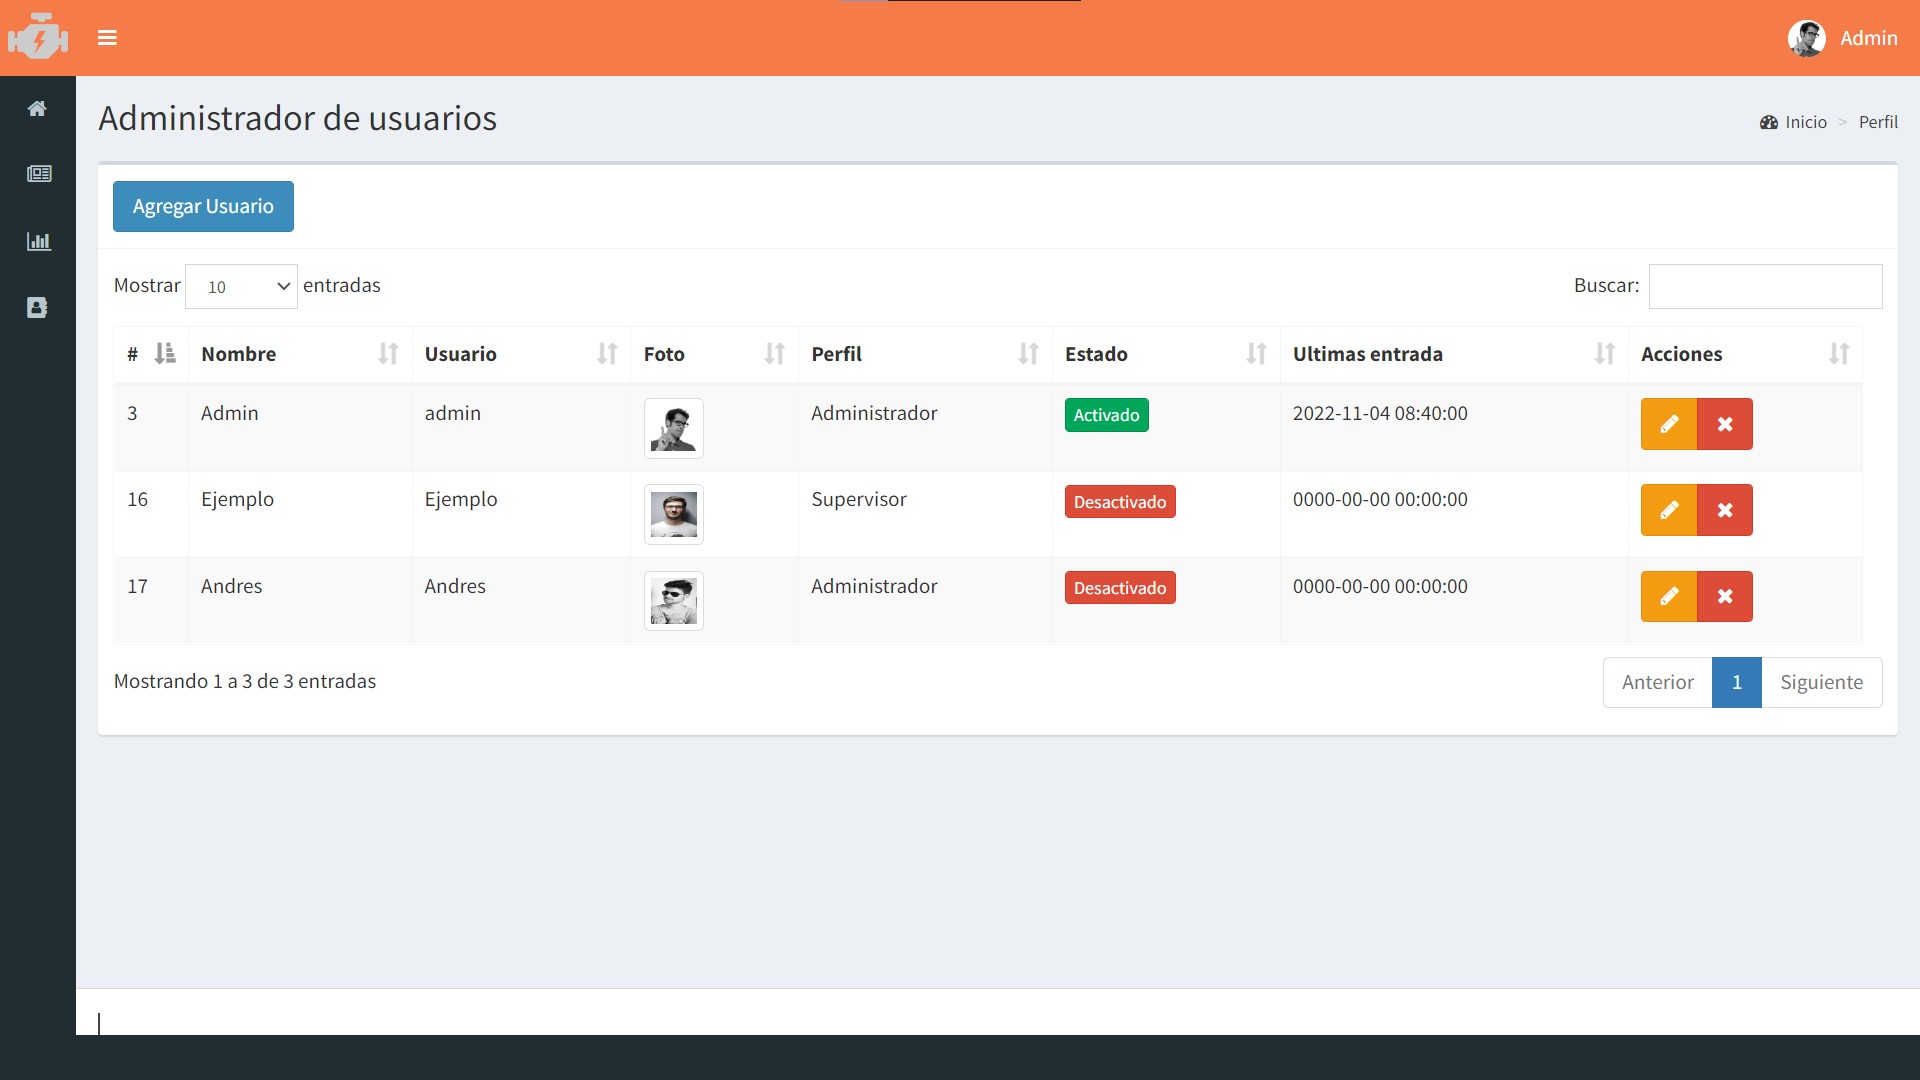 Admin
Administrador de usuarios
Inicio > Perfil
Agregar Usuario
Mostrar 10 entradas
Buscar:
# Nombre Usuario Foto Perfil Estado Ultimas entrada Acciones
3 Admin admin Administrador Activado 2022-11-04 08:40:00
16 Ejemplo Ejemplo Supervisor Desactivado 0000-00-00 00:00:00
17 Andres Andres Administrador Desactivado 0000-00-00 00:00:00
Mostrando 1 a 3 de 3 entradas
Anterior 1 Siguiente